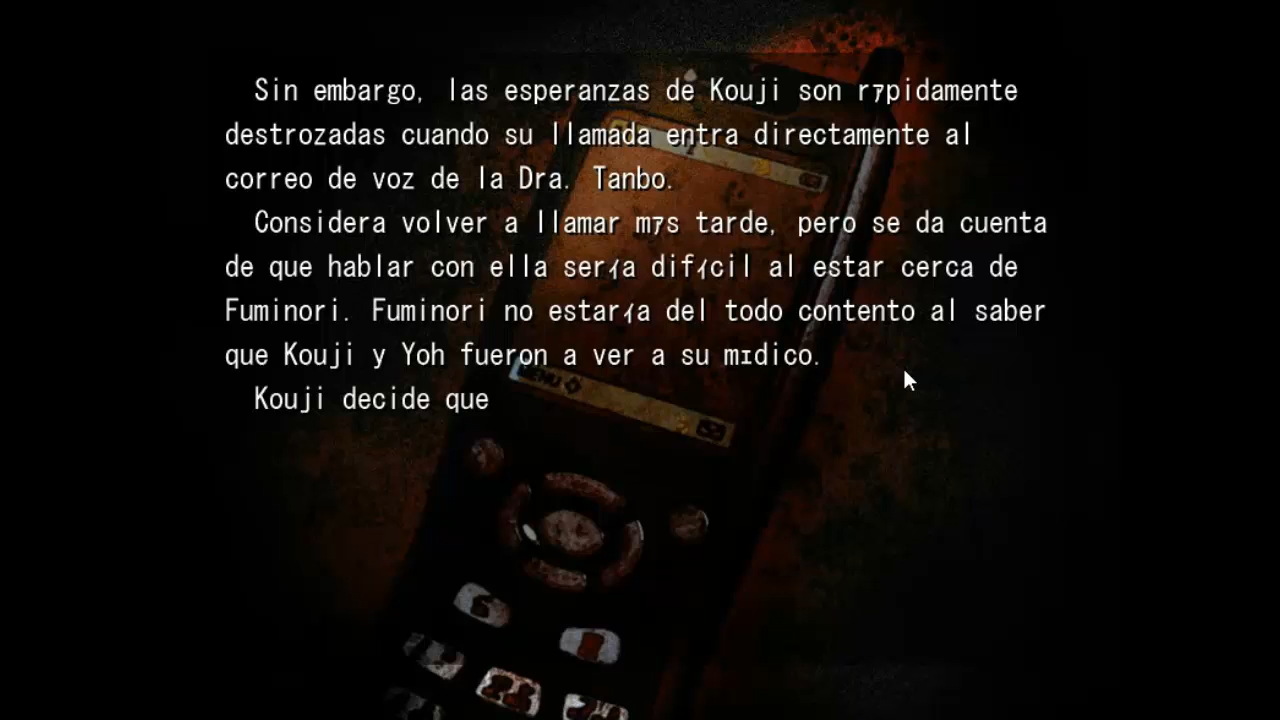 Sin embargo, las esperanzas de Kouji son rｧpidamente
destrozadas cuando su llamada entra directamente al
correo de voz de la Dra. Tanbo.
Considera volver a llamar mｧs tarde, pero se da cuenta
de que hablar con ella serｨa difｨcil al estar cerca de
Fuminori. Fuminori no estarｨa del todo contento al saber
que Kouji y Yoh fueron a ver a su mｪdico.
Kouji decide que
MENU